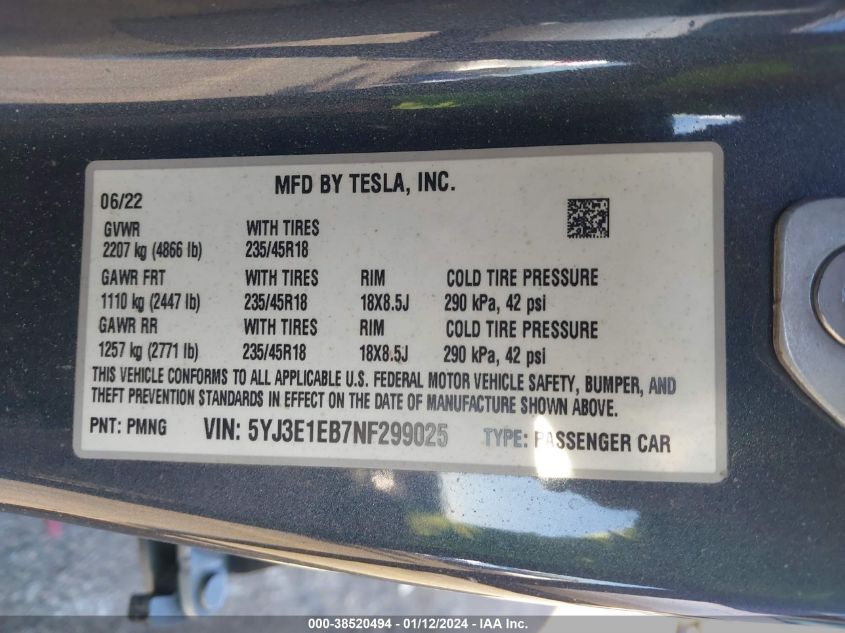 MFD BY TESLA, INC.
06/22
GVWR WITH TIRES
2207 kg (4866 lb) 235/45R18
GAWR FRT WITH TIRES RIM COLD TIRE PRESSURE
1110 kg (2447 lb) 235/45R18 18X8.5J 290 kPa, 42 psi
GAWR RR WITH TIRES RIM COLD TIRE PRESSURE
1257 kg (2771 lb) 235/45R18 18X8.5J 290 kPa, 42 psi
THIS VEHICLE CONFORMS TO ALL APPLICABLE U.S. FEDERAL MOTOR VEHICLE SAFETY, BUMPER, AND
THEFT PREVENTION STANDARDS IN EFFECT ON THE DATE OF MANUFACTURE SHOWN ABOVE.
PNT: PMNG VIN: 5YJ3E1EB7NF299025 TYPE: PASSENGER CAR
000-38520494 - 01/12/2024 - IAA Inc.